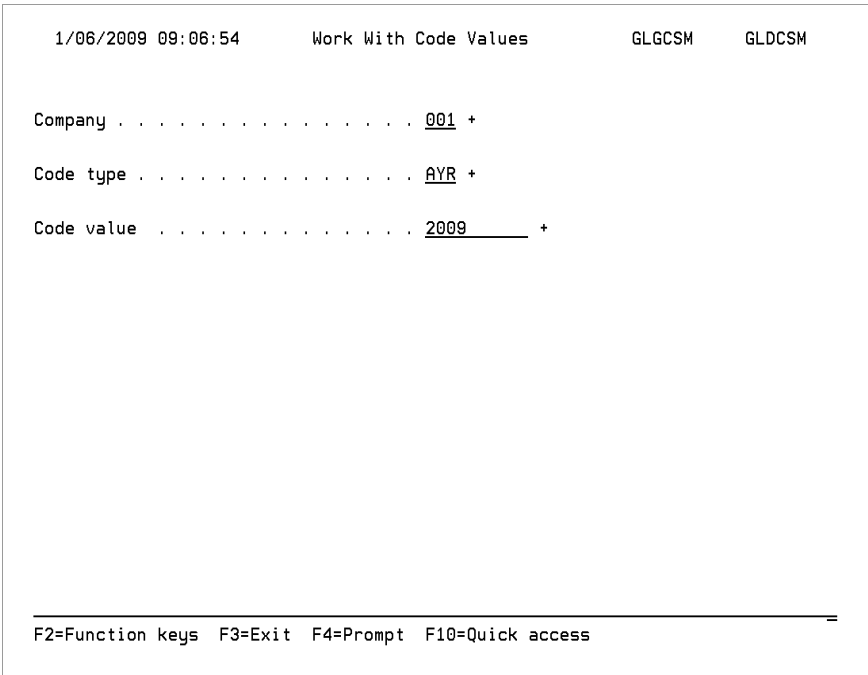 1/06/2009 09:06:54 Work With Code Values GLGCSM GLDCSM
Company . . . . . . . . . . . . . . . 001 +
Code type . . . . . . . . . . . . . . AYR +
Code value . . . . . . . . . . . . . 2009 +
F2=Function keys F3=Exit F4=Prompt F10=Quick access